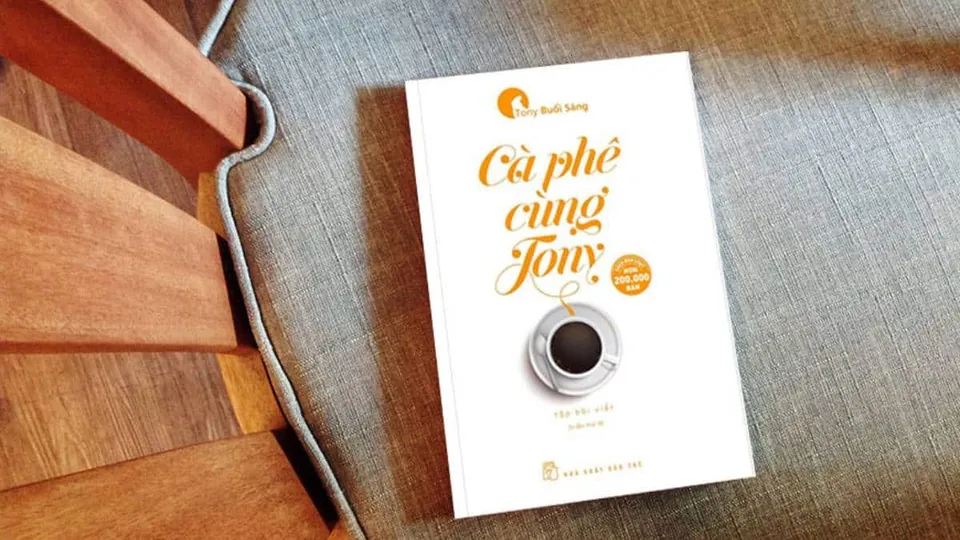 Tony Buổi Sáng
Cà phê
cùng
Tony
HƠN
200.000
BẢN
Tập bài viết
NHÀ XUẤT BẢN TRẺ